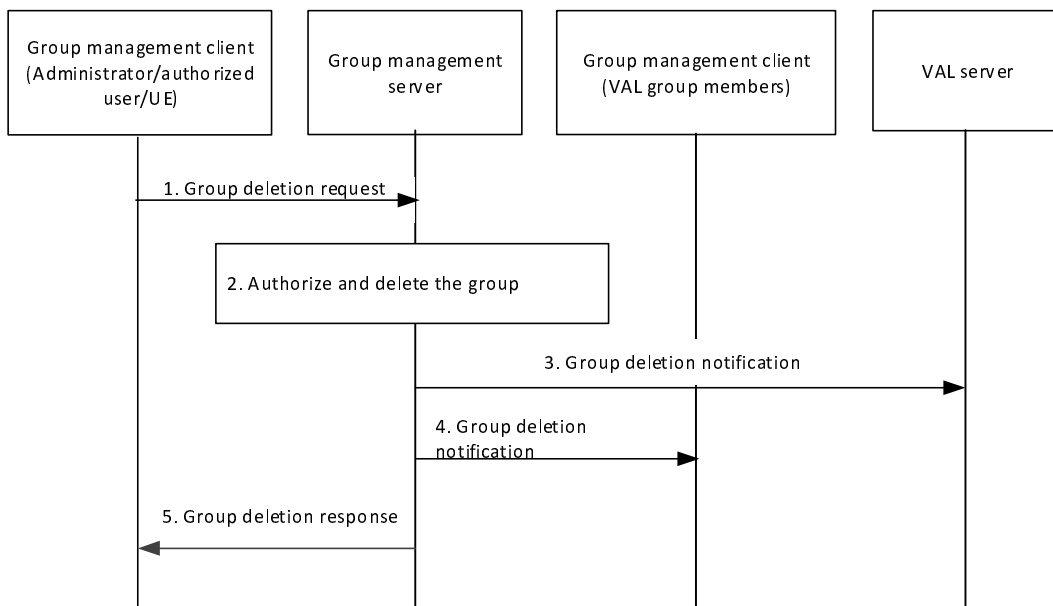 Group management client
(Administrator/authorized
user/UE)
Group management
server
Group management client
(VAL group members)
VAL server
1. Group deletion request
2. Authorize and delete the group
3. Group deletion notification
4. Group deletion
notification
5. Group deletion response